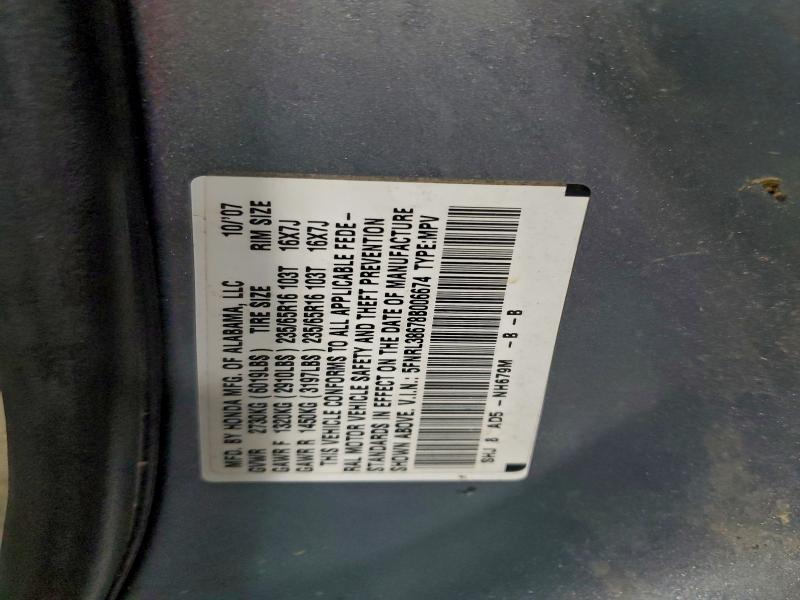 MFD. BY HONDA MFG. OF ALABAMA, LLC 10/'07
GVWR 2730KG (6019LBS) TIRE SIZE RIM SIZE
GAWR F 1320KG (2910LBS) 235/65R16 103T 16X7J
GAWR R 1450KG (3197LBS) 235/65R16 103T 16X7J
THIS VEHICLE CONFORMS TO ALL APPLICABLE FEDE-
RAL MOTOR VEHICLE SAFETY AND THEFT PREVENTION
STANDARDS IN EFFECT ON THE DATE OF MANUFACTURE
SHOWN ABOVE. V.I.N.: 5FNRL38678B006674 TYPE:MPV
SHJ 8 AD5 -NH679M -B -B